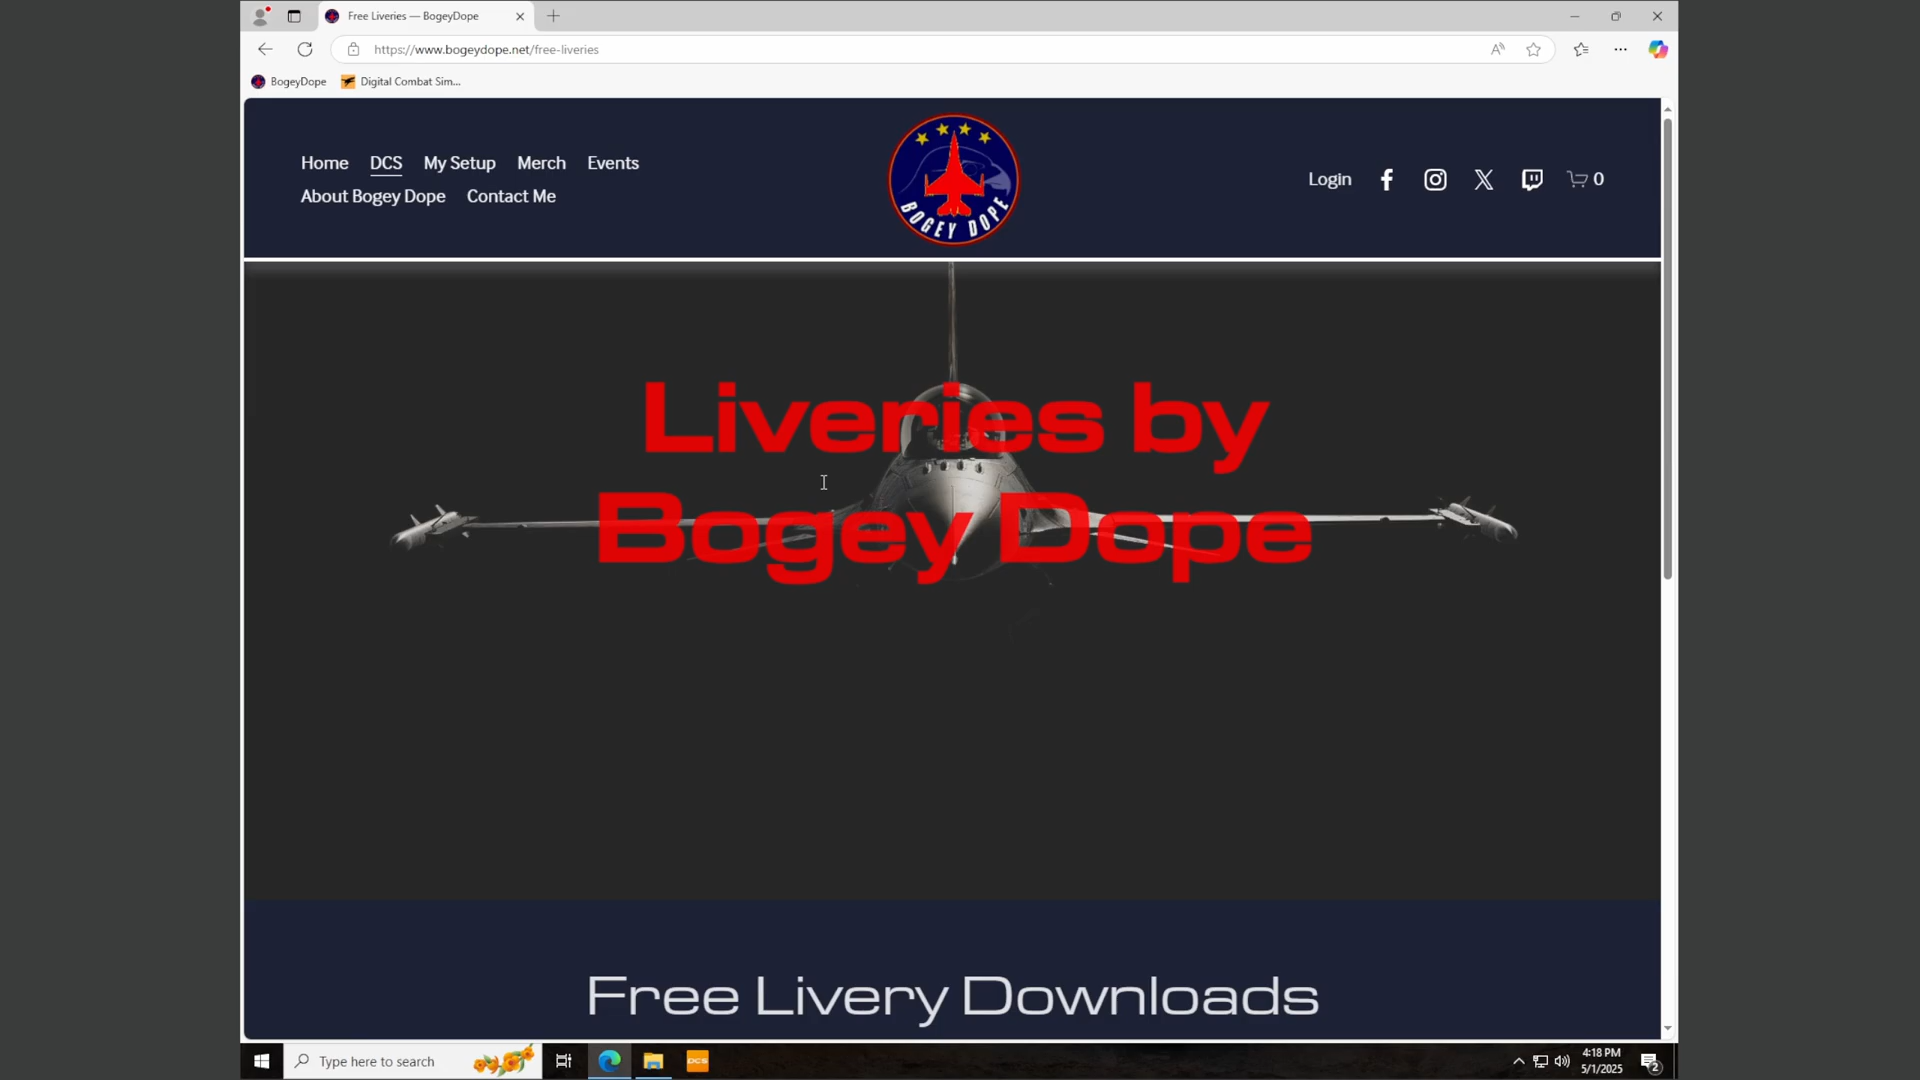 Free Liveries — BogeyDope
https://www.bogeydope.net/free-liveries
BogeyDope
Digital Combat Sim...
Home DCS My Setup Merch Events
About Bogey Dope Contact Me
BOGEY DOPE
Login
0
Liveries by
Bogey Dope
Free Livery Downloads
Type here to search
DCS
4:18 PM
5/1/2025
2